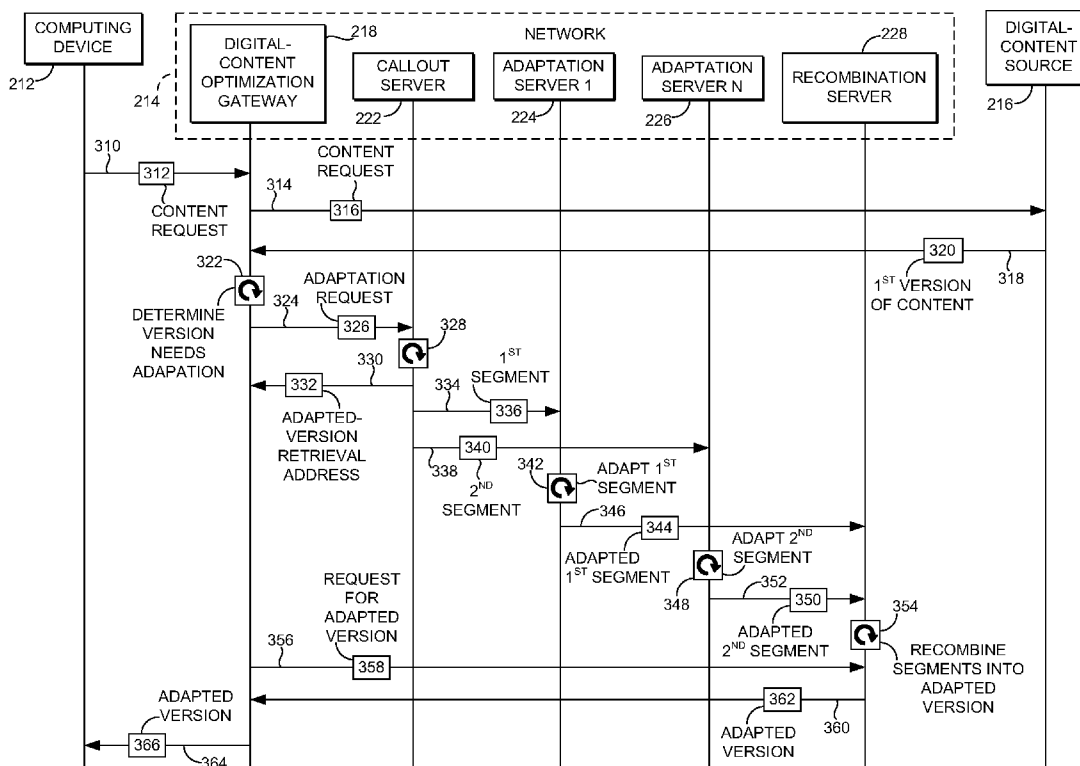 COMPUTING
DEVICE
212
214
NETWORK
218
DIGITAL-
CONTENT
OPTIMIZATION
GATEWAY
CALLOUT
SERVER
222
ADAPTATION
SERVER 1
224
ADAPTATION
SERVER N
226
228
RECOMBINATION
SERVER
DIGITAL-
CONTENT
SOURCE
216
310
312
CONTENT
REQUEST
314
CONTENT
REQUEST
316
320
318
1ST VERSION
OF CONTENT
322
DETERMINE
VERSION
NEEDS
ADAPATION
324
ADAPTATION
REQUEST
326
328
330
332
ADAPTED-
VERSION
RETRIEVAL
ADDRESS
334
1ST
SEGMENT
336
338
340
2ND
SEGMENT
342
ADAPT 1ST
SEGMENT
346
344
ADAPTED
1ST SEGMENT
348
ADAPT 2ND
SEGMENT
352
350
ADAPTED
2ND SEGMENT
354
RECOMBINE
SEGMENTS INTO
ADAPTED
VERSION
356
REQUEST
FOR
ADAPTED
VERSION
358
362
360
ADAPTED
VERSION
ADAPTED
VERSION
366
364